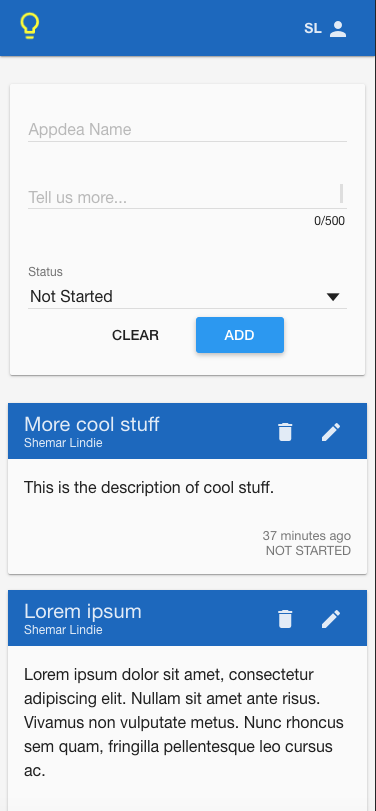 SL
Appdea Name
Tell us more...
0/500
Status
Not Started
CLEAR
ADD
More cool stuff
Shemar Lindie
This is the description of cool stuff.
37 minutes ago
NOT STARTED
Lorem ipsum
Shemar Lindie
Lorem ipsum dolor sit amet, consectetur
adipiscing elit. Nullam sit amet ante risus.
Vivamus non vulputate metus. Nunc rhoncus
sem quam, fringilla pellentesque leo cursus
ac.